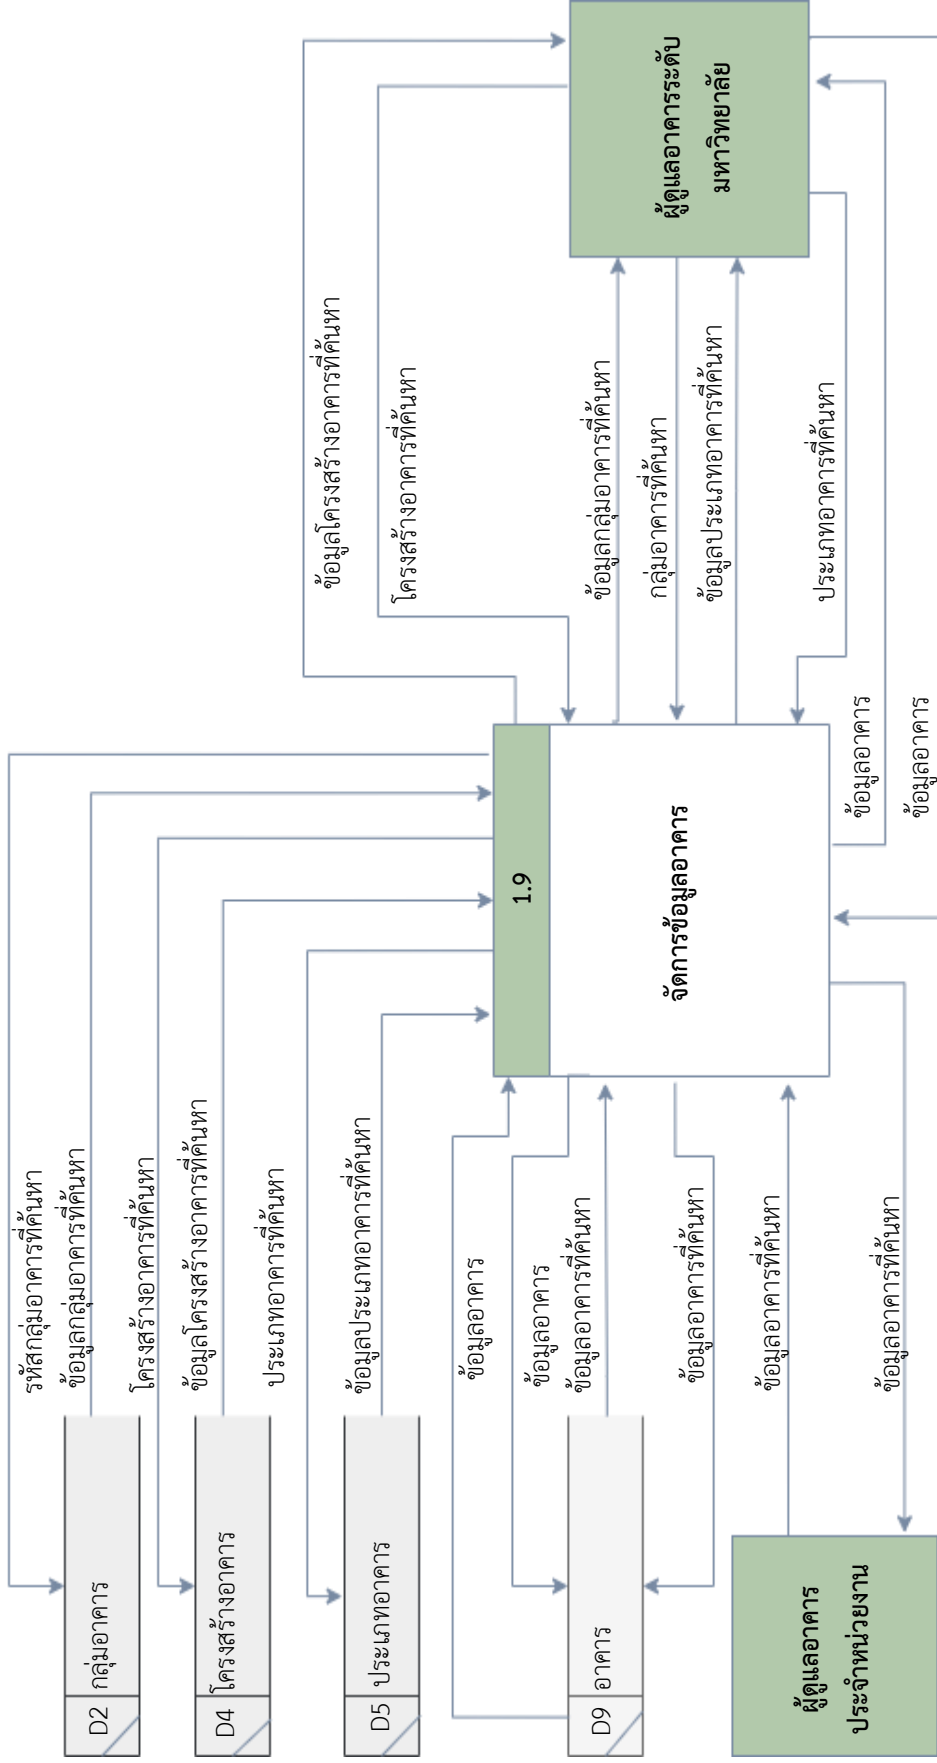 รหัสกลุ่มอาคารที่ค้นหา
ข้อมูลกลุ่มอาคารที่ค้นหา
โครงสร้างอาคารที่ค้นหา
ข้อมูลโครงสร้างอาคารที่ค้นหา
ประเภทอาคารที่ค้นหา
ข้อมูลประเภทอาคารที่ค้นหา
ข้อมูลอาคาร
ข้อมูลอาคาร
ข้อมูลอาคารที่ค้นหา
ข้อมูลอาคารที่ค้นหา
ข้อมูลอาคารที่ค้นหา
ข้อมูลอาคารที่ค้นหา
D2 กลุ่มอาคาร
D4 โครงสร้างอาคาร
D5 ประเภทอาคาร
D9 อาคาร
ผู้ดูแลอาคาร
ประจำหน่วยงาน
1.9
จัดการข้อมูลอาคาร
ข้อมูลโครงสร้างอาคารที่ค้นหา
โครงสร้างอาคารที่ค้นหา
ข้อมูลกลุ่มอาคารที่ค้นหา
กลุ่มอาคารที่ค้นหา
ข้อมูลประเภทอาคารที่ค้นหา
ประเภทอาคารที่ค้นหา
ข้อมูลอาคาร
ข้อมูลอาคาร
ผู้ดูแลอาคารระดับ
มหาวิทยาลัย